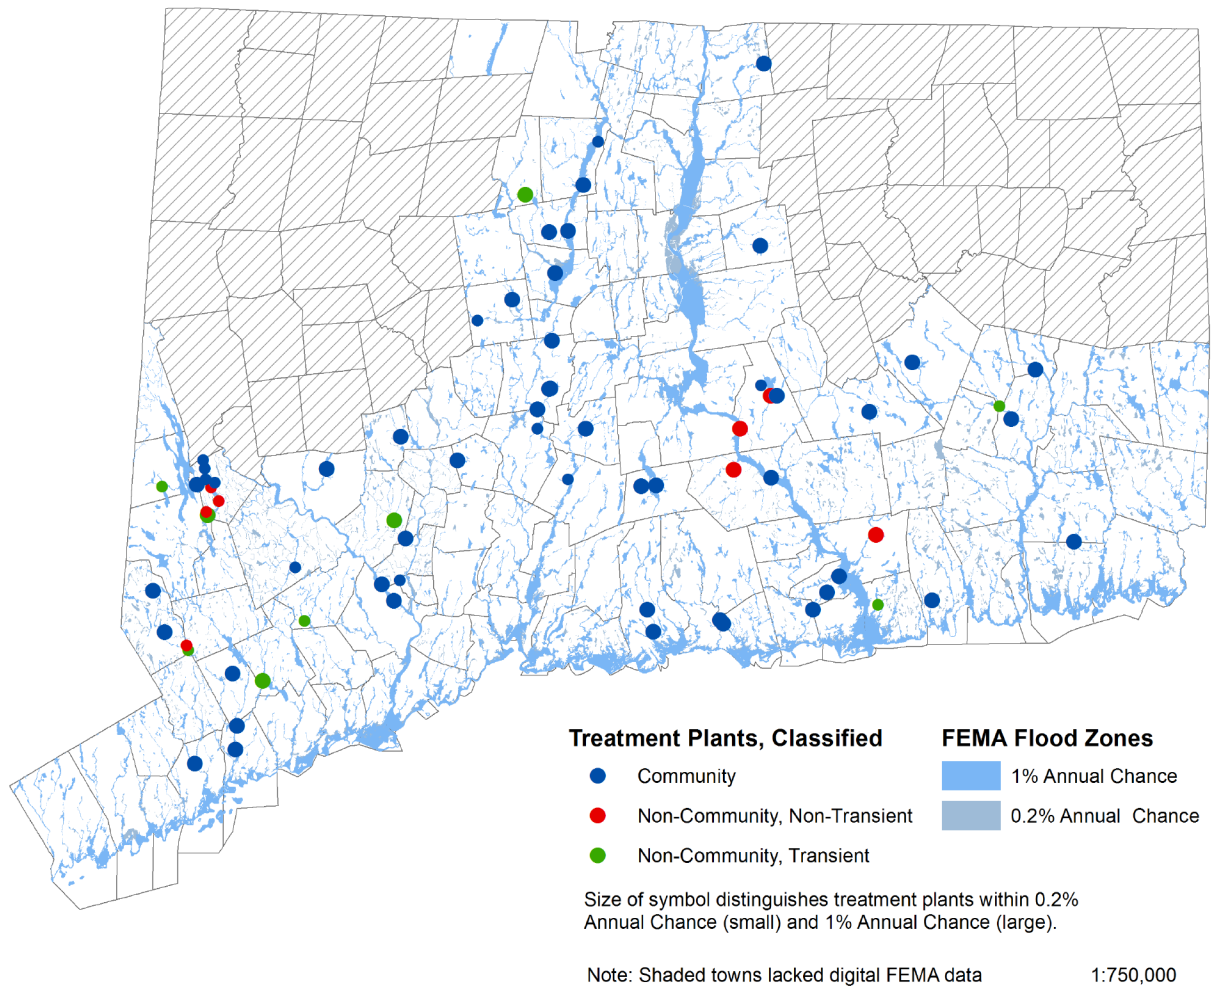 Treatment Plants, Classified
Community
Non-Community, Non-Transient
Non-Community, Transient
FEMA Flood Zones
1% Annual Chance
0.2% Annual Chance
Size of symbol distinguishes treatment plants within 0.2%
Annual Chance (small) and 1% Annual Chance (large).
Note: Shaded towns lacked digital FEMA data
1:750,000